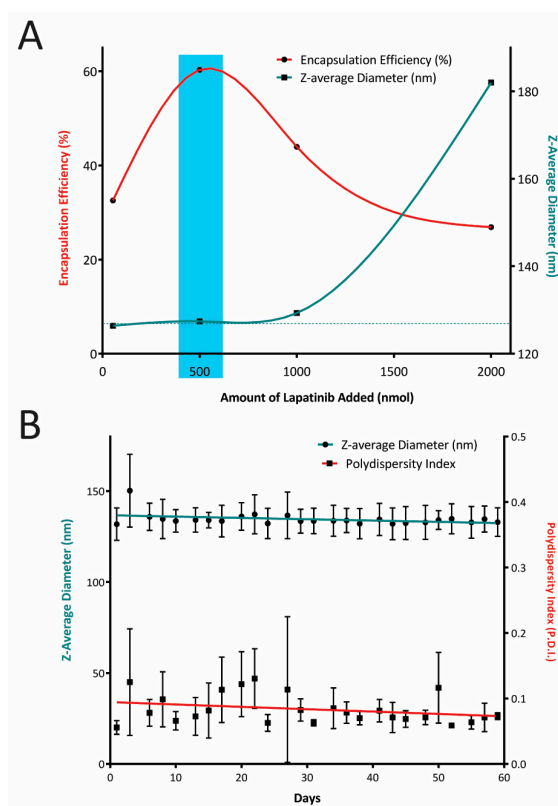 A
Encapsulation Efficiency (%)
Z-average Diameter (nm)
60
40
20
0
Encapsulation Efficiency (%)
180
160
140
120
Z-Average Diameter
(nm)
0 500 1000 1500 2000
Amount of Lapatinib Added (nmol)
B
Z-average Diameter (nm)
Polydispersity Index
150
100
50
0
Z-Average Diameter (nm)
0.5
0.4
0.3
0.2
0.1
0.0
Polydispersity Index (P.D.I.)
0 10 20 30 40 50 60
Days